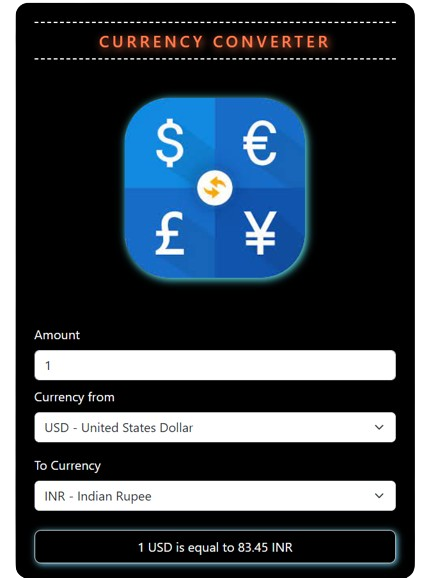 CURRENCY CONVERTER
$ €
£ ¥
Amount
1
Currency from
USD - United States Dollar
To Currency
INR - Indian Rupee
1 USD is equal to 83.45 INR